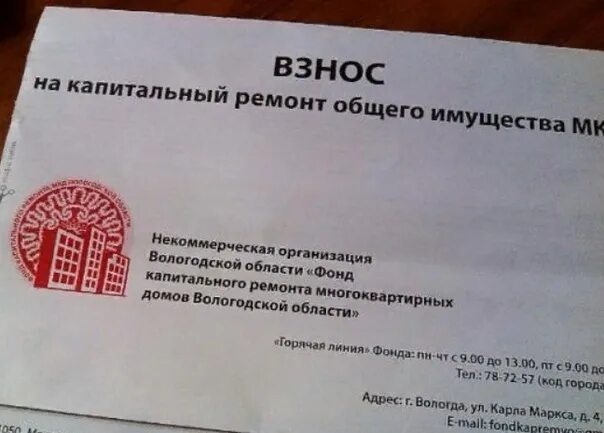 ВЗНОС
на капитальный ремонт общего имущества МК
Некоммерческая организация
Вологодской области «Фонд
капитального ремонта многоквартирных
домов Вологодской области»
«Горячая линия» Фонда: пн-чт с 9.00 до 13.00, пт с 9.00 до
Тел.: 78-72-57 (код города
Адрес: г. Вологда, ул. Карла Маркса, д. 4,
E-mail: